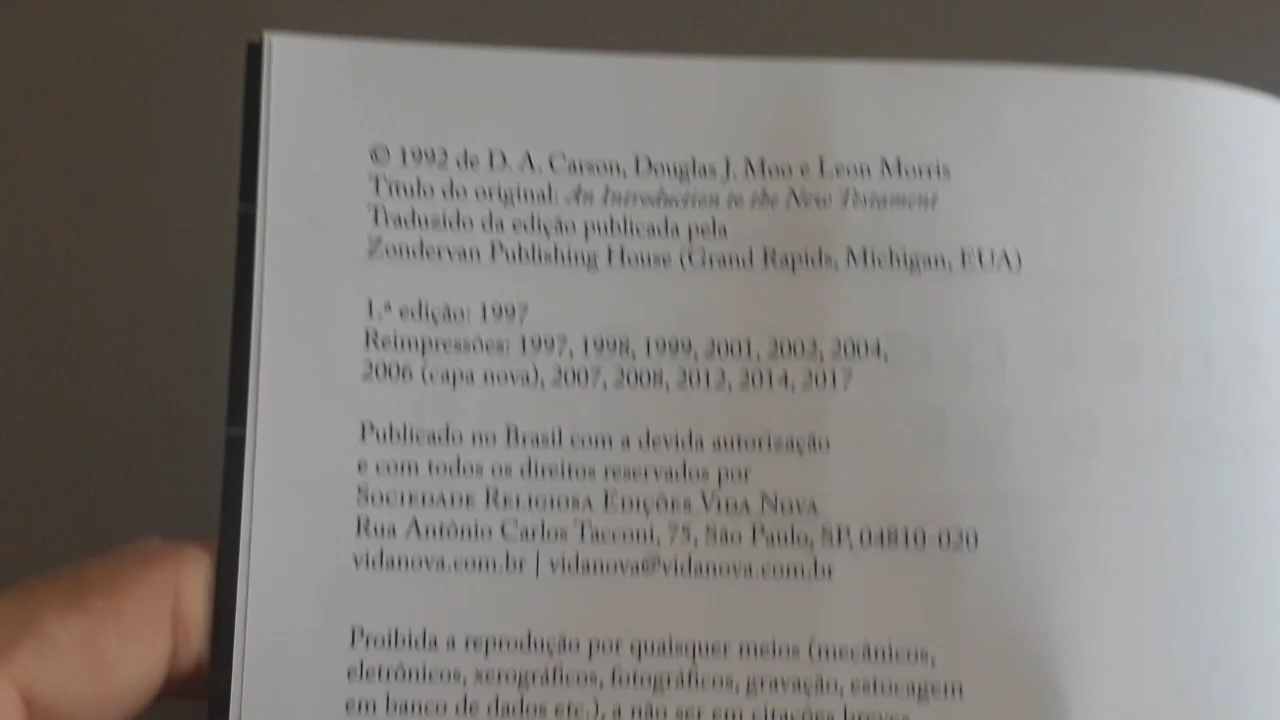 © 1992 de D. A. Carson, Douglas J. Moo e Leon Morris
Título do original: An Introduction to the New Testament
Traduzido da edição publicada pela
Zondervan Publishing House (Grand Rapids, Michigan, EUA)
1.ª edição: 1997
Reimpressões: 1997, 1998, 1999, 2001, 2002, 2004,
2006 (capa nova), 2007, 2008, 2012, 2014, 2017
Publicado no Brasil com a devida autorização
e com todos os direitos reservados por
SOCIEDADE RELIGIOSA EDIÇÕES VIDA NOVA
Rua Antônio Carlos Tacconi, 75, São Paulo, SP, 04810-020
vidanova.com.br | vidanova@vidanova.com.br
Proibida a reprodução por quaisquer meios (mecânicos,
eletrônicos, xerográficos, fotográficos, gravação, estocagem
em banco de dados etc.), a não ser em citações breves